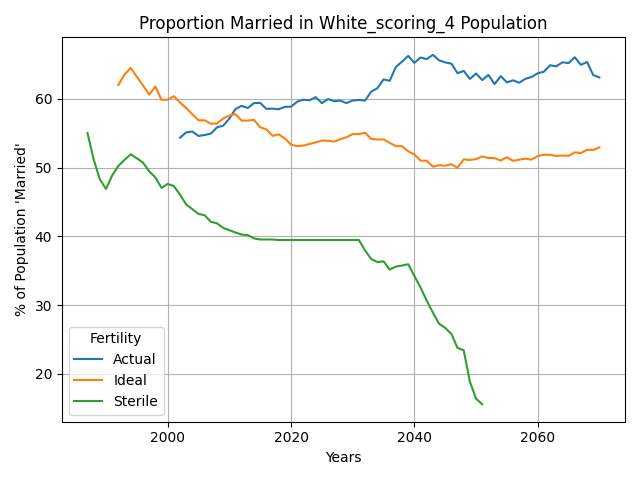 Proportion Married in White_scoring_4 Population
% of Population 'Married'
60
50
40
30
20
Fertility
Actual
Ideal
Sterile
2000 2020 2040 2060
Years